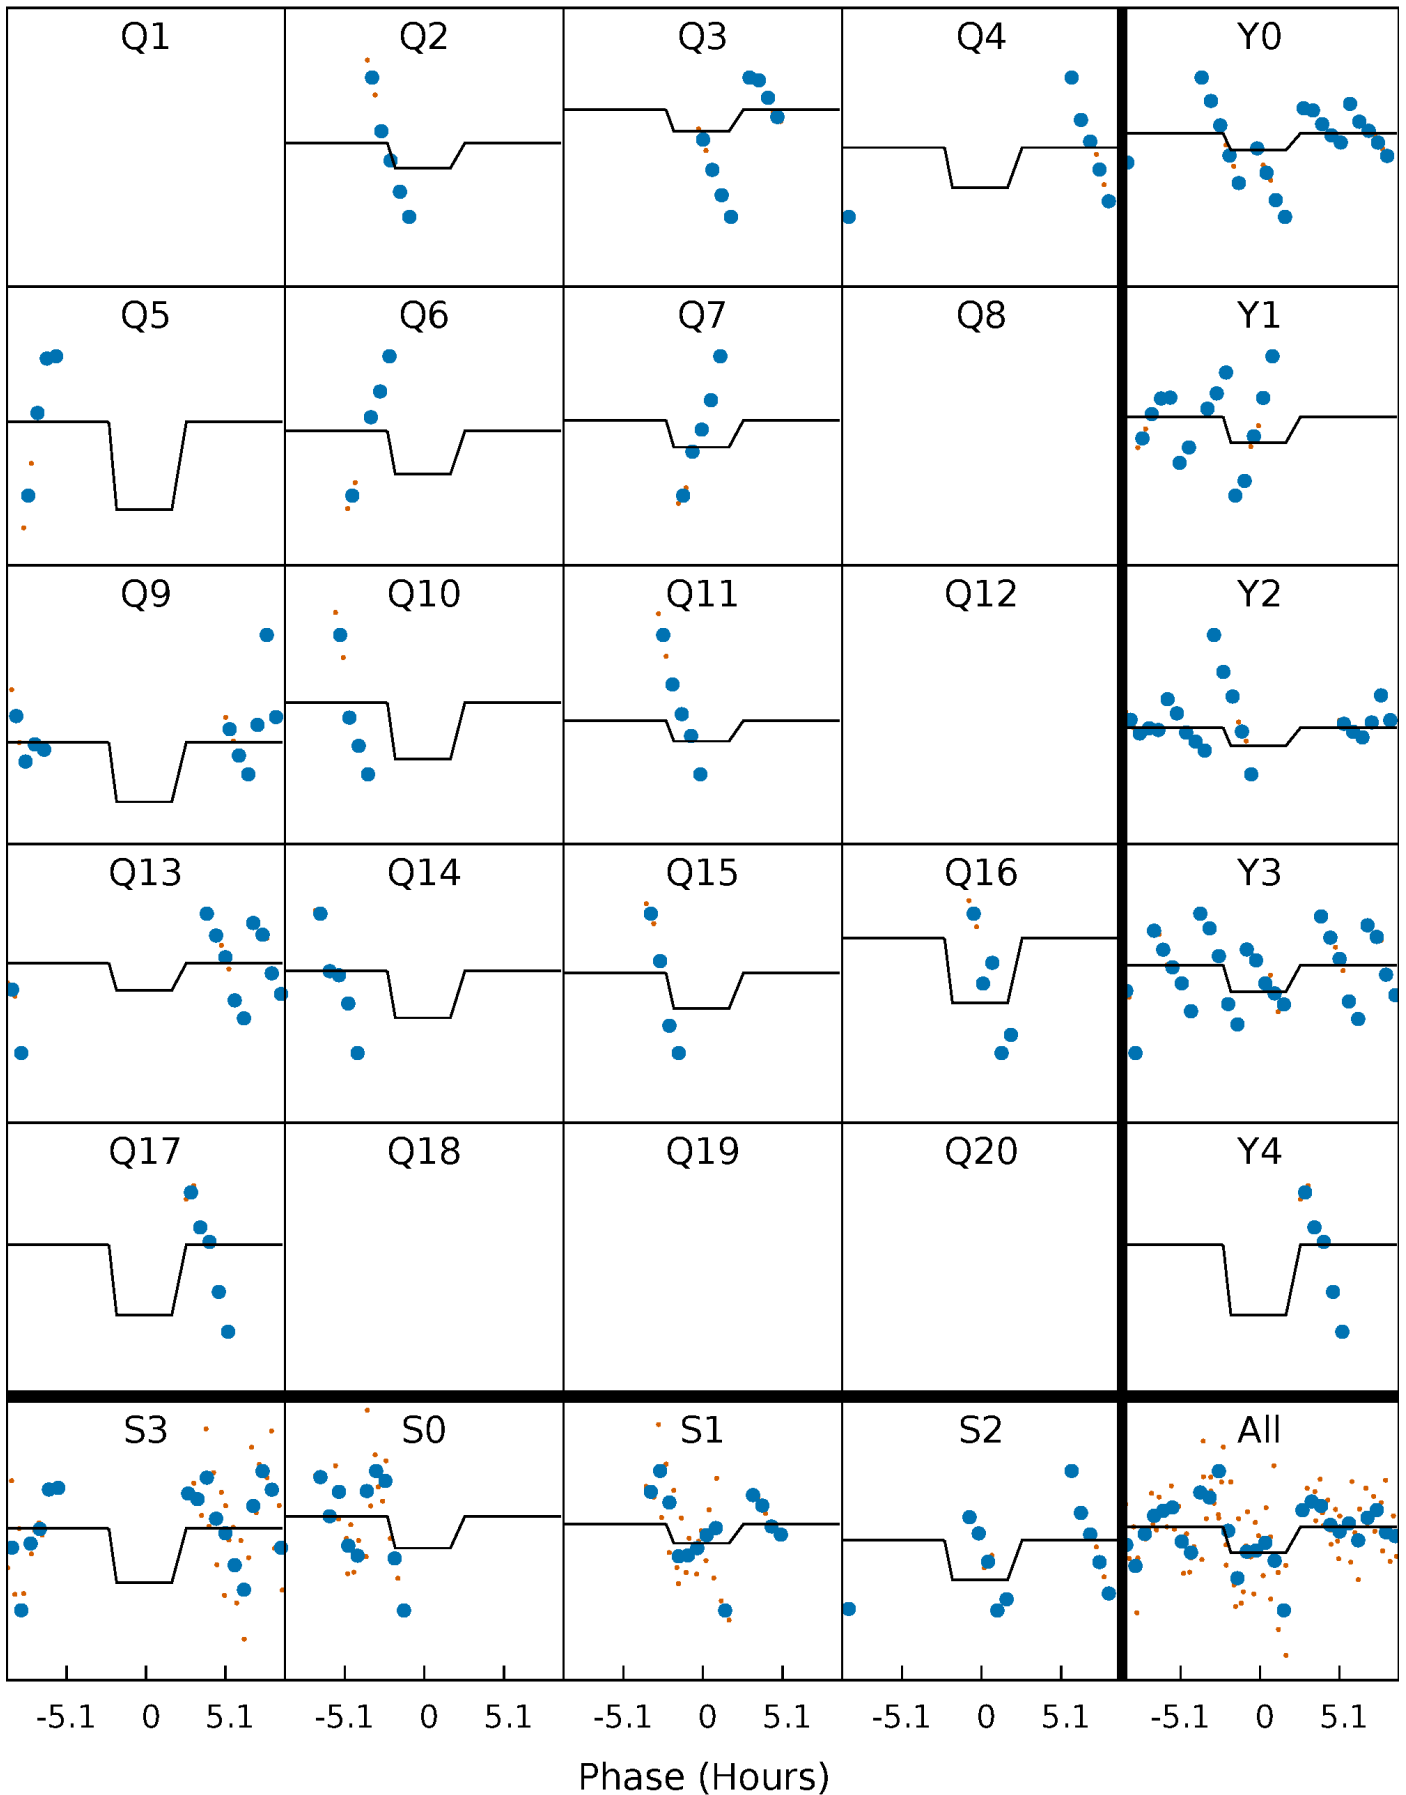 Q1 Q2 Q3 Q4 Y0
Q5 Q6 Q7 Q8 Y1
Q9 Q10 Q11 Q12 Y2
Q13 Q14 Q15 Q16 Y3
Q17 Q18 Q19 Q20 Y4
S3 S0 S1 S2 All
-5.1 0 5.1 -5.1 0 5.1 -5.1 0 5.1 -5.1 0 5.1 -5.1 0 5.1
Phase (Hours)